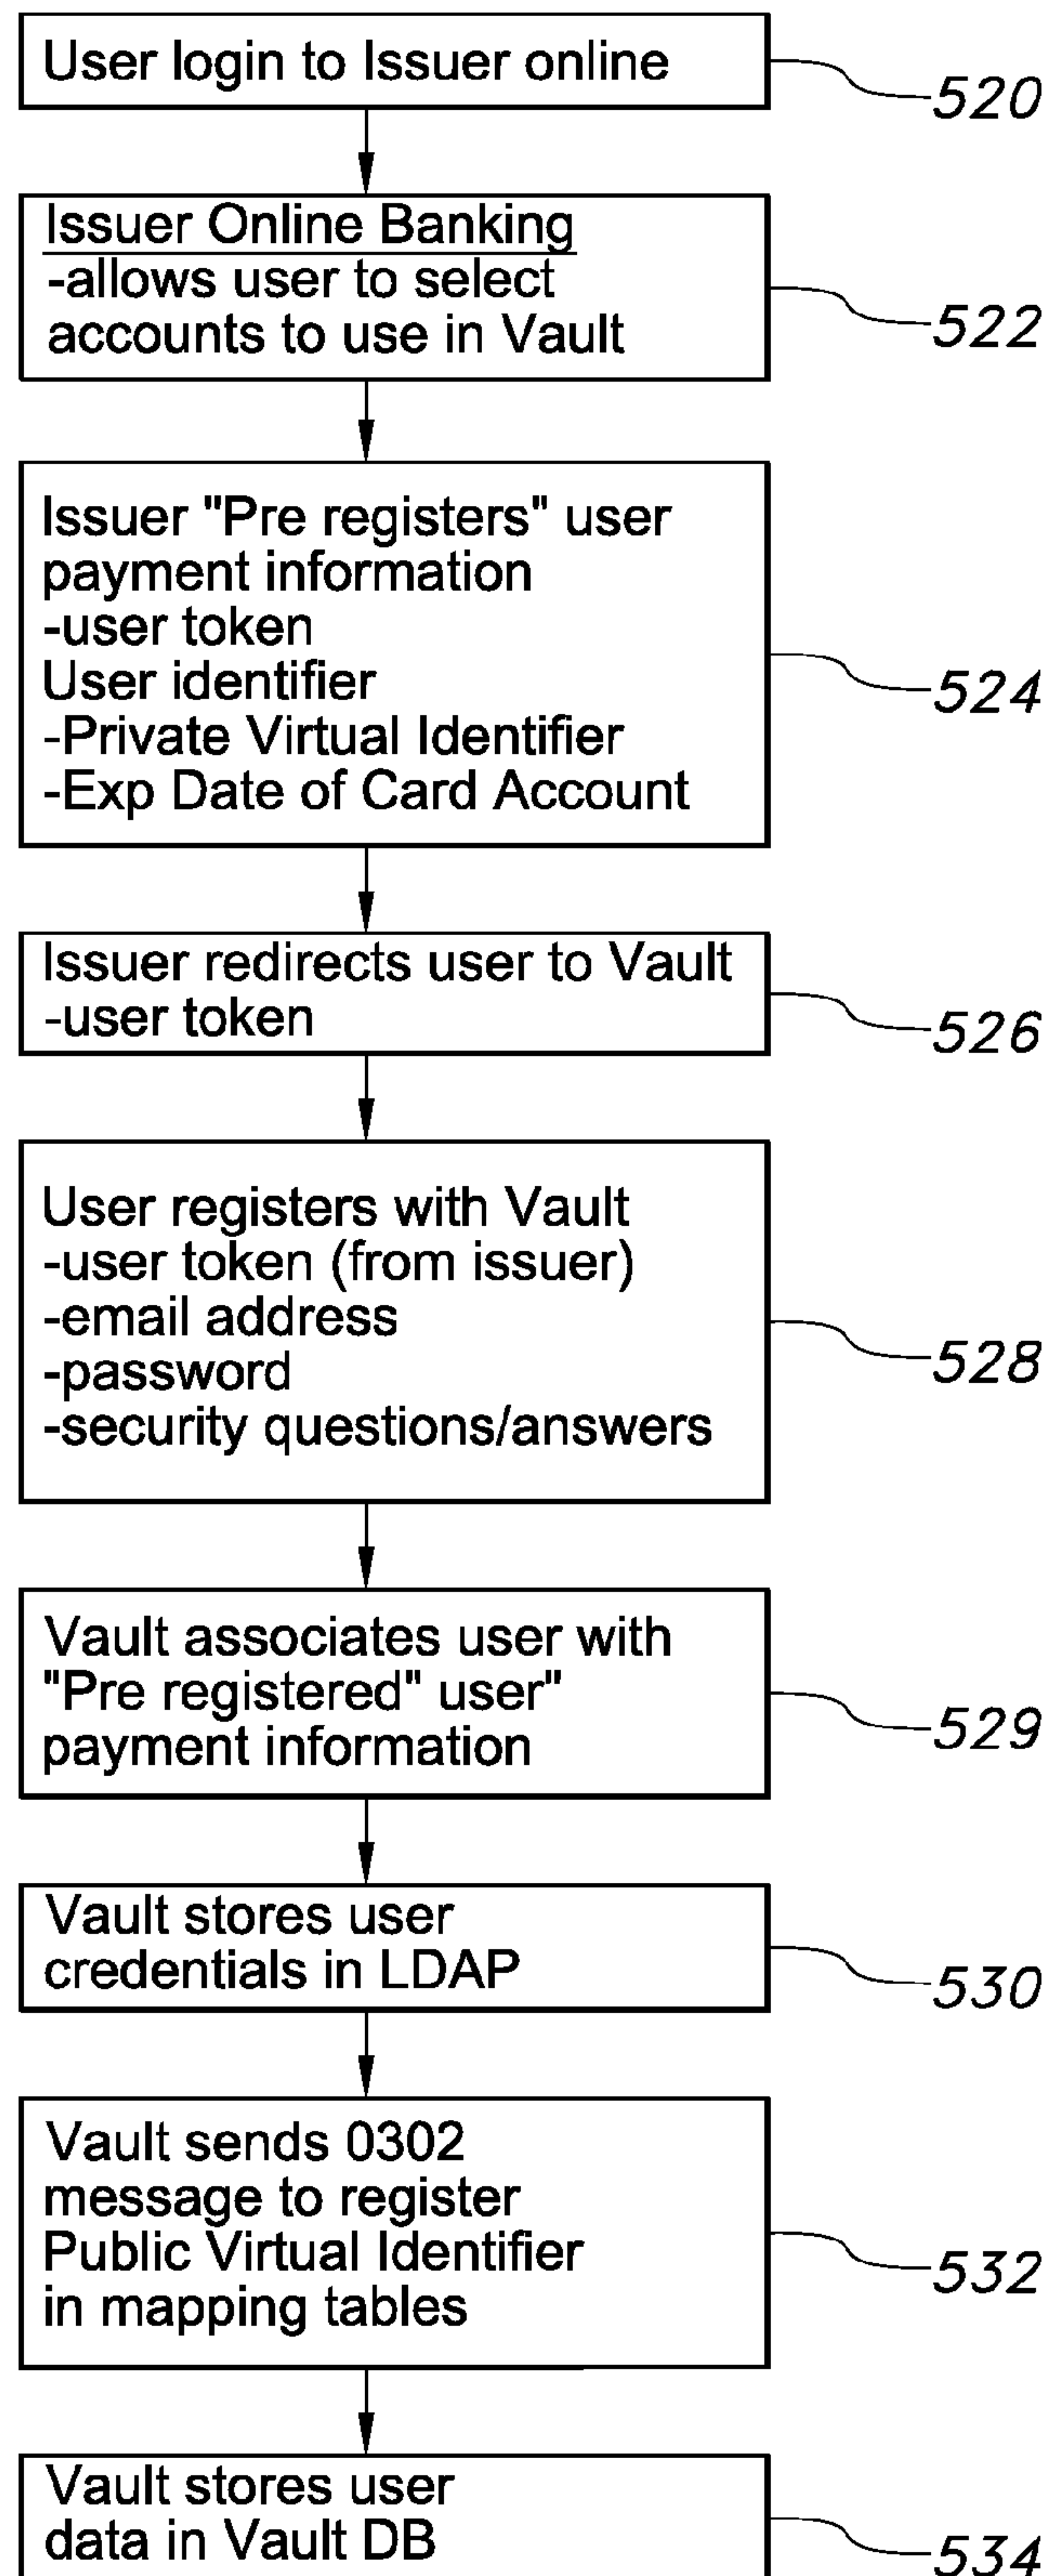 User login to Issuer online
520
Issuer Online Banking
-allows user to select
accounts to use in Vault
522
Issuer "Pre registers" user
payment information
-user token
User identifier
-Private Virtual Identifier
-Exp Date of Card Account
524
Issuer redirects user to Vault
-user token
526
User registers with Vault
-user token (from issuer)
-email address
-password
-security questions/answers
528
Vault associates user with
"Pre registered" user"
payment information
529
Vault stores user
credentials in LDAP
530
Vault sends 0302
message to register
Public Virtual Identifier
in mapping tables
532
Vault stores user
data in Vault DB
534